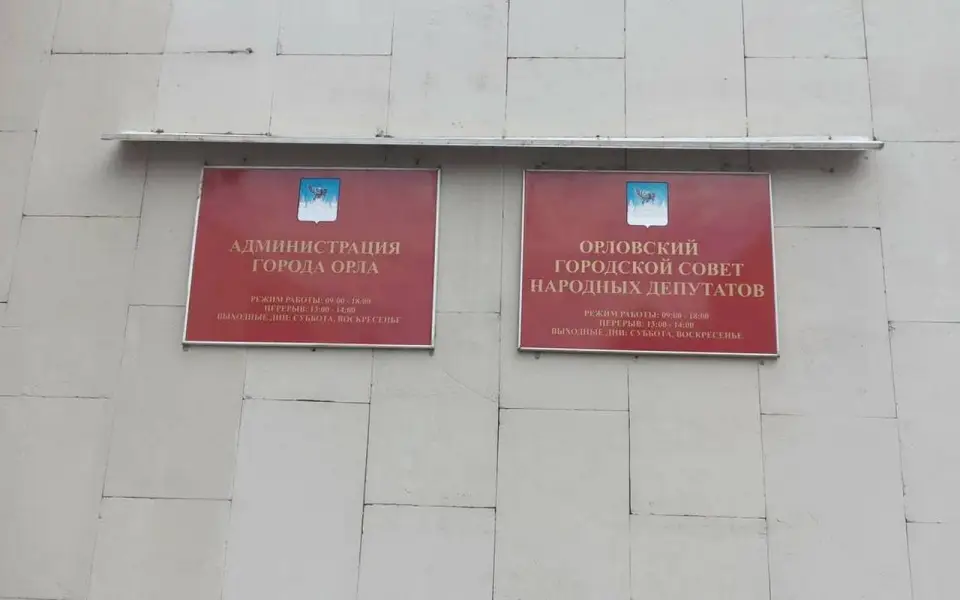 АДМИНИСТРАЦИЯ
ГОРОДА ОРЛА
РЕЖИМ РАБОТЫ: 09:00 - 18:00
ПЕРЕРЫВ: 13:00 - 14:00
ВЫХОДНЫЕ ДНИ: СУББОТА, ВОСКРЕСЕНЬЕ
ОРЛОВСКИЙ
ГОРОДСКОЙ СОВЕТ
НАРОДНЫХ ДЕПУТАТОВ
РЕЖИМ РАБОТЫ: 09:00 - 18:00
ПЕРЕРЫВ: 13:00 - 14:00
ВЫХОДНЫЕ ДНИ: СУББОТА, ВОСКРЕСЕНЬЕ